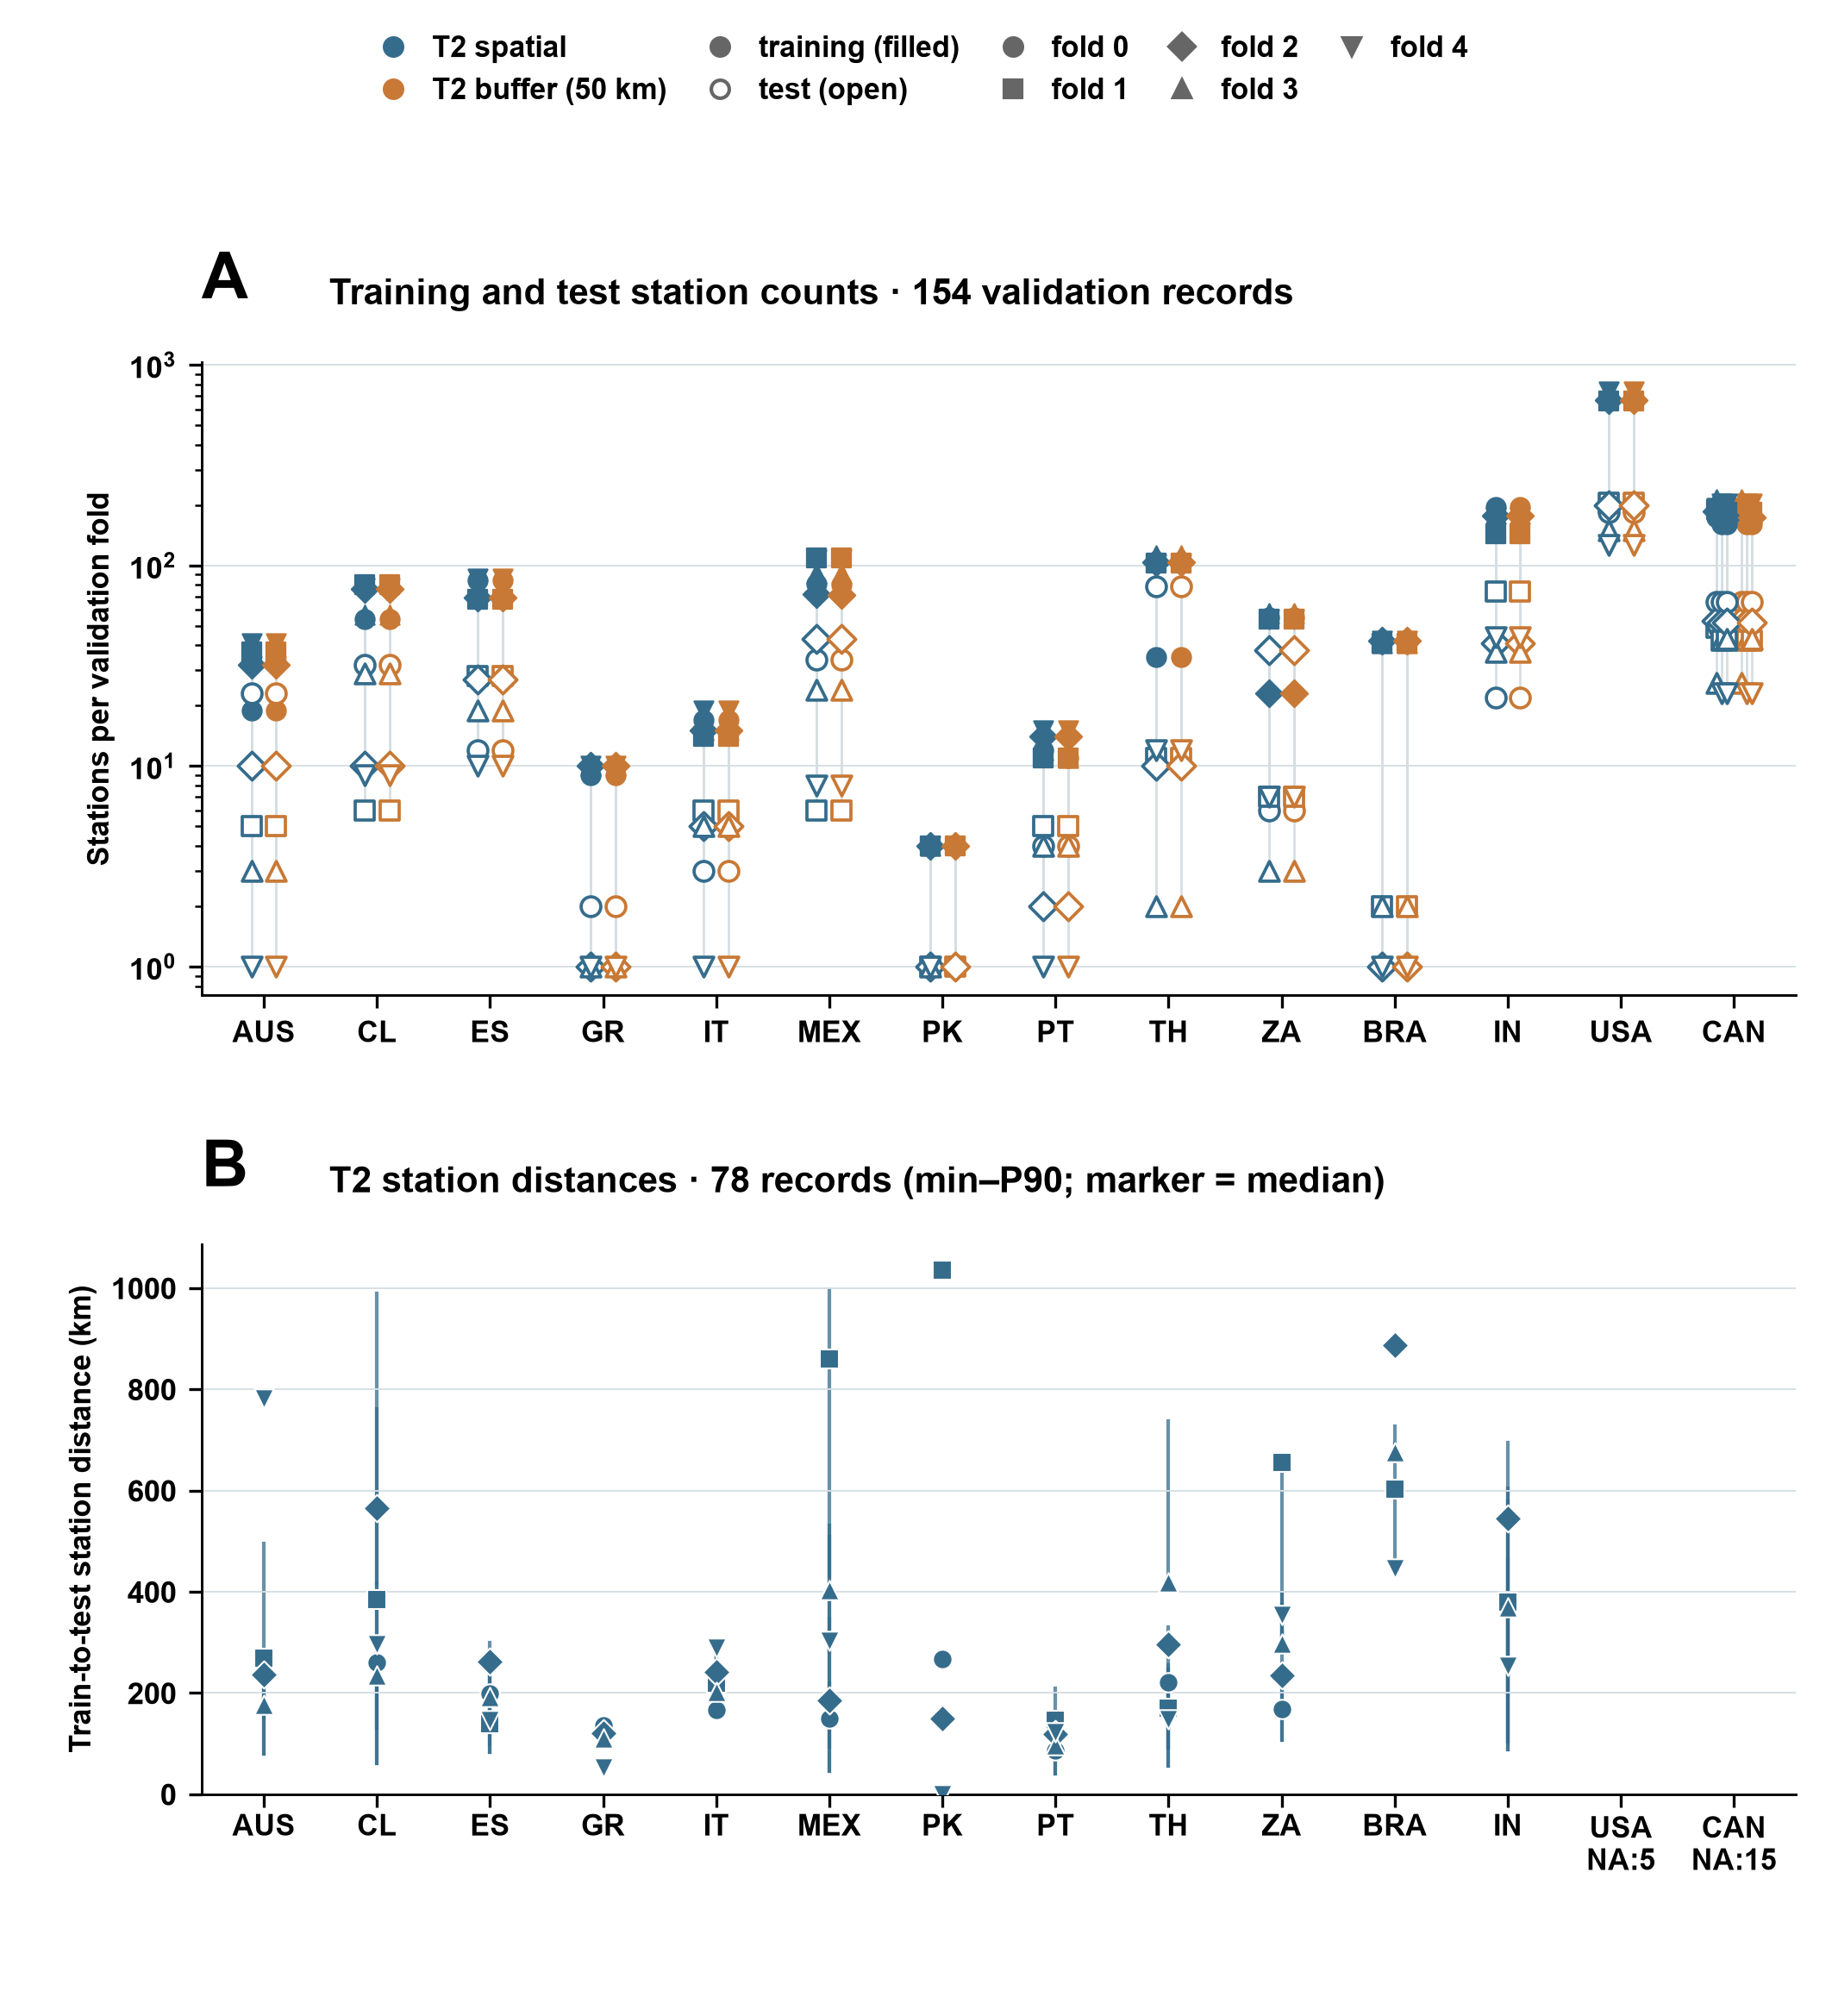 T2 spatial training (filled) fold 0 fold 2 fold 4
T2 buffer (50 km) test (open) fold 1 fold 3
A Training and test station counts · 154 validation records
Stations per validation fold
10³
10²
10¹
10⁰
AUS CL ES GR IT MEX PK PT TH ZA BRA IN USA CAN
B T2 station distances · 78 records (min–P90; marker = median)
Train-to-test station distance (km)
1000
800
600
400
200
0
AUS CL ES GR IT MEX PK PT TH ZA BRA IN USA CAN
NA:5 NA:15